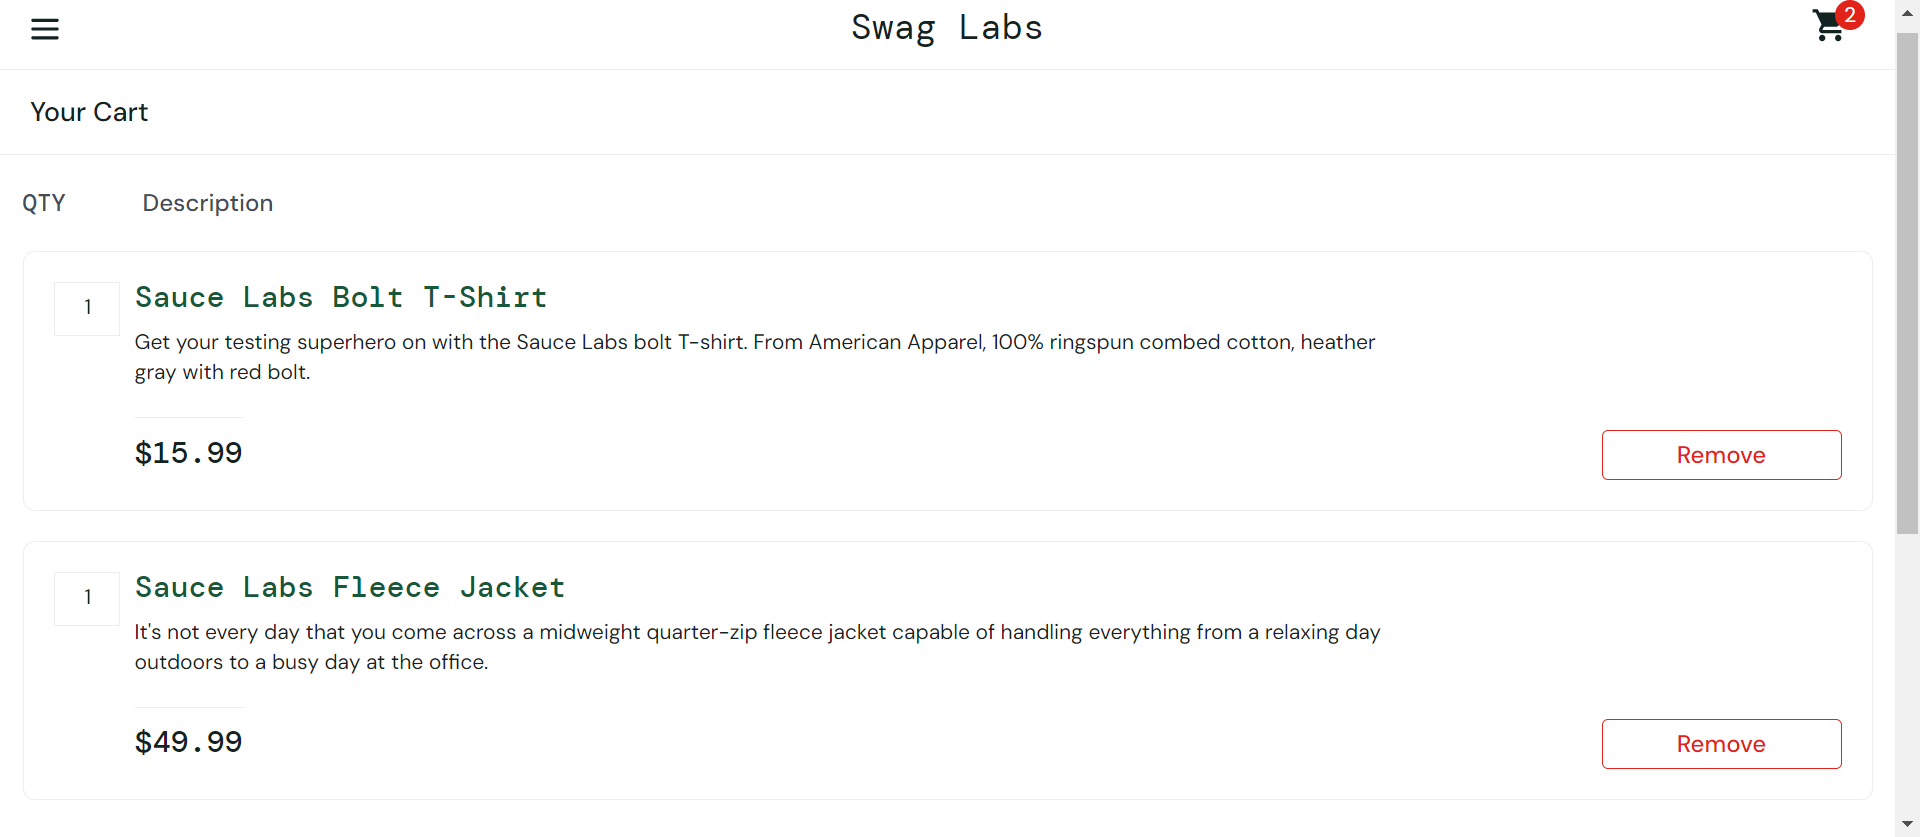 Swag Labs
2
Your Cart
QTY Description
1 Sauce Labs Bolt T-Shirt
Get your testing superhero on with the Sauce Labs bolt T-shirt. From American Apparel, 100% ringspun combed cotton, heather
gray with red bolt.
$15.99
Remove
1 Sauce Labs Fleece Jacket
It's not every day that you come across a midweight quarter-zip fleece jacket capable of handling everything from a relaxing day
outdoors to a busy day at the office.
$49.99
Remove